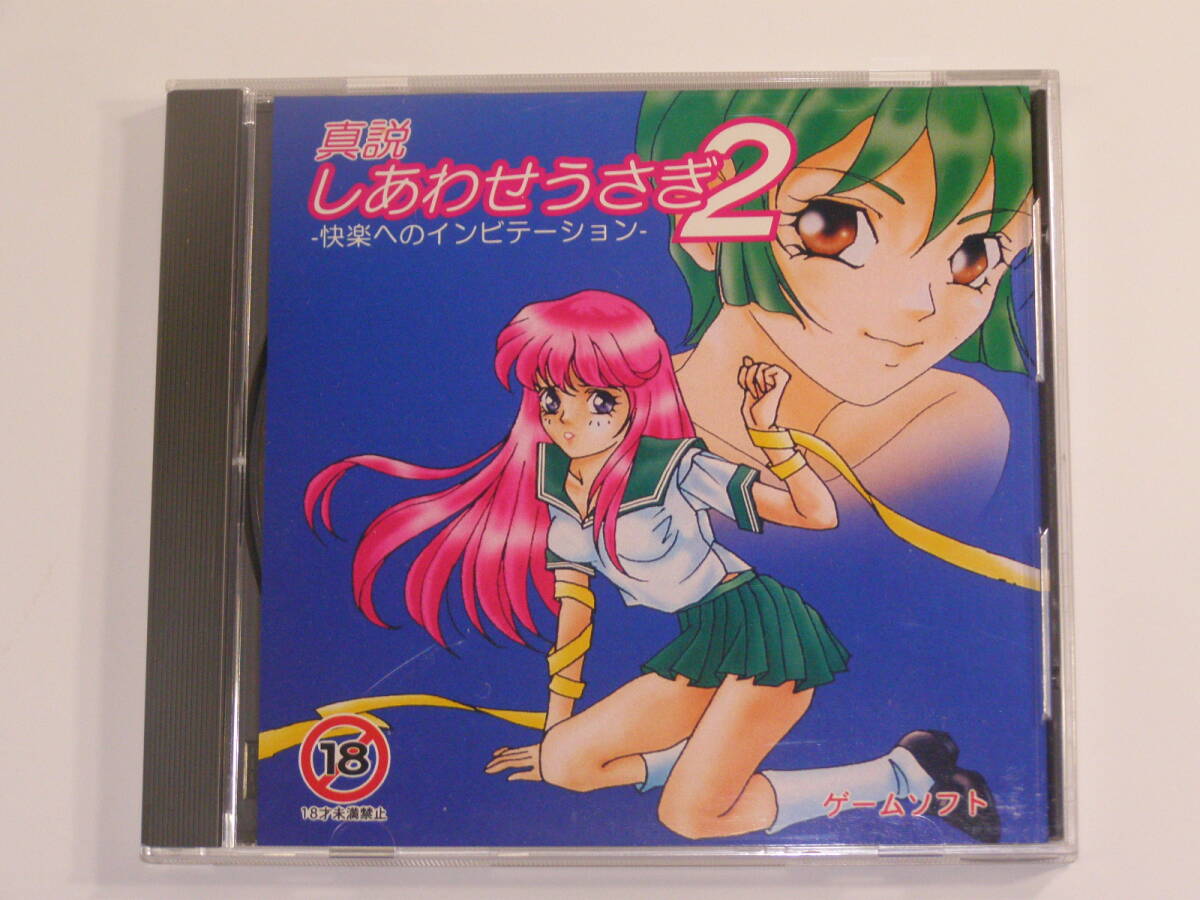 真説
しあわせうさぎ2
-快楽へのインビテーション-
18
18才未満禁止
ゲームソフト